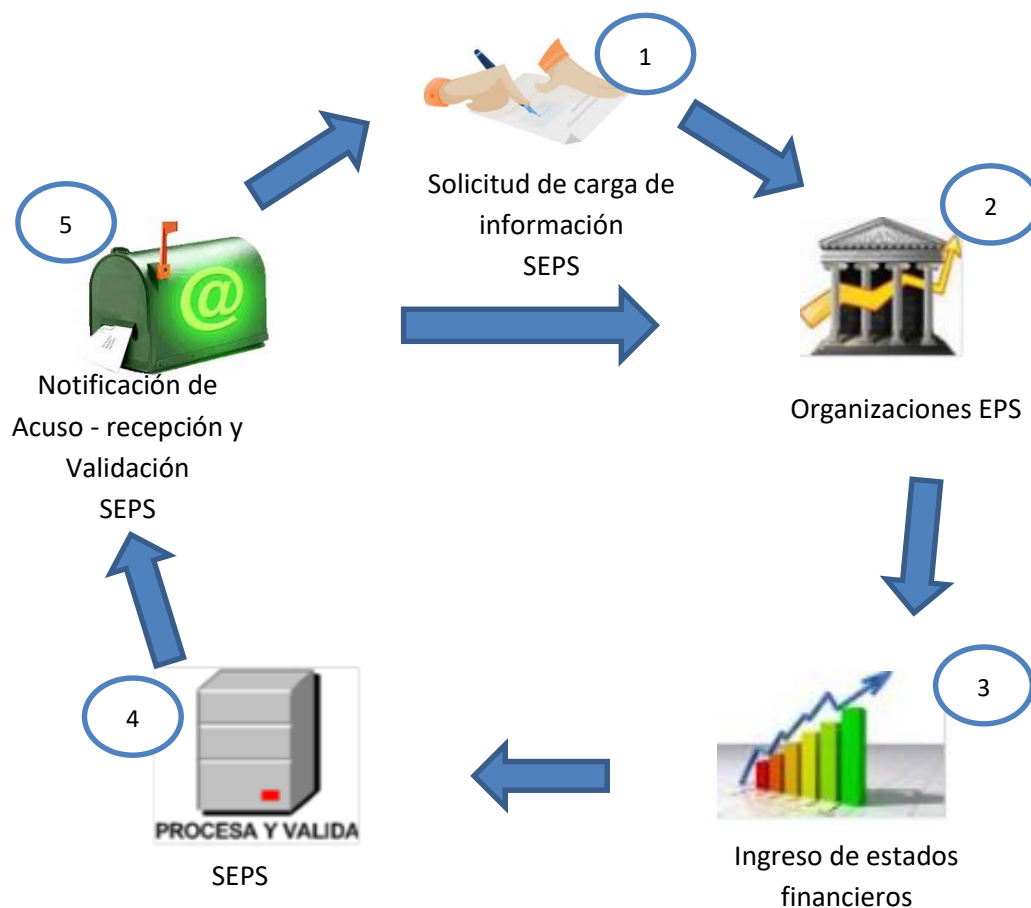 1
Solicitud de carga de
información
SEPS
2
Organizaciones EPS
3
Ingreso de estados
financieros
4
PROCESA Y VALIDA
SEPS
5
@
Notificación de
Acuso - recepción y
Validación
SEPS